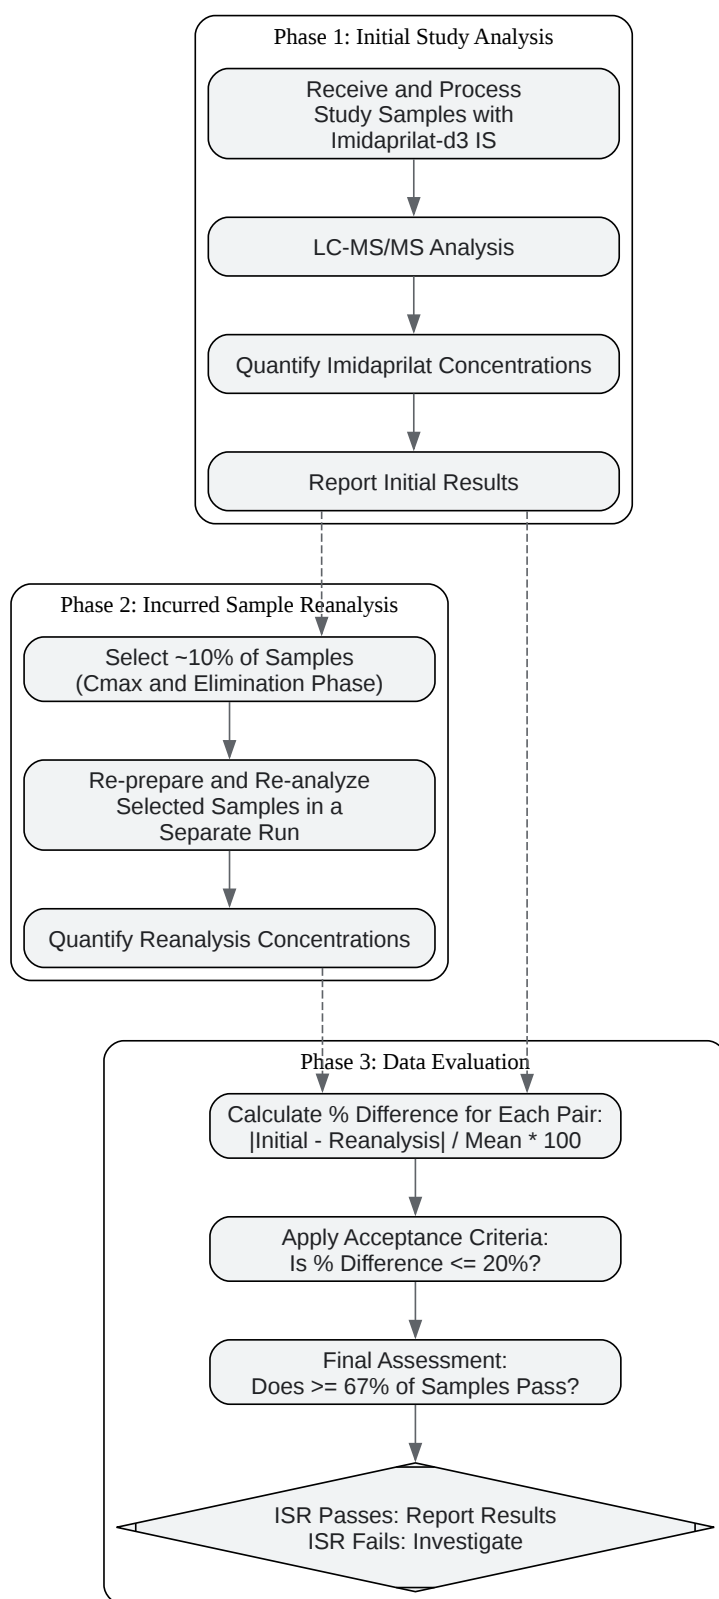 Phase 1: Initial Study Analysis
Receive and Process
Study Samples with
Imidaprilat-d3 IS
LC-MS/MS Analysis
Quantify Imidaprilat Concentrations
Report Initial Results
Phase 2: Incurred Sample Reanalysis
Select ~10% of Samples
(Cmax and Elimination Phase)
Re-prepare and Re-analyze
Selected Samples in a
Separate Run
Quantify Reanalysis Concentrations
Phase 3: Data Evaluation
Calculate % Difference for Each Pair:
|Initial - Reanalysis| / Mean * 100
Apply Acceptance Criteria:
Is % Difference <= 20%?
Final Assessment:
Does >= 67% of Samples Pass?
ISR Passes: Report Results
ISR Fails: Investigate